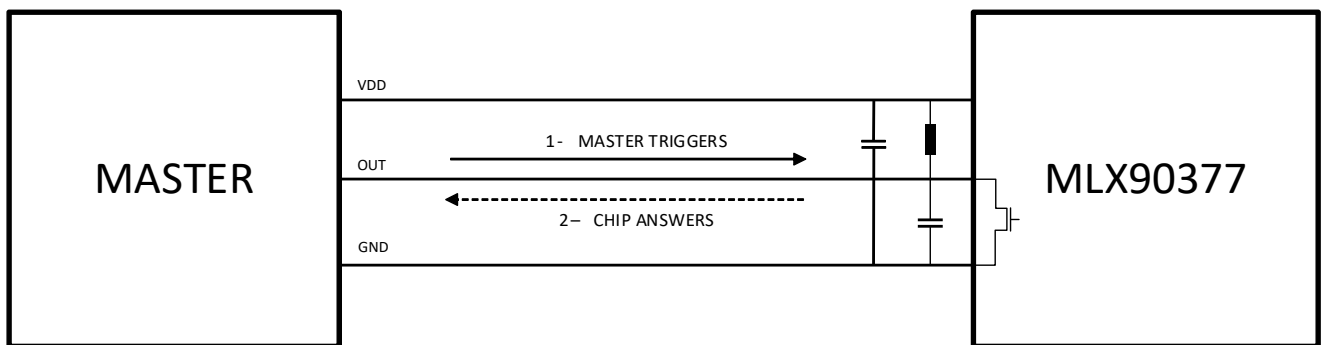 MASTER
VDD
1- MASTER TRIGGERS
OUT
2– CHIP ANSWERS
GND
MLX90377